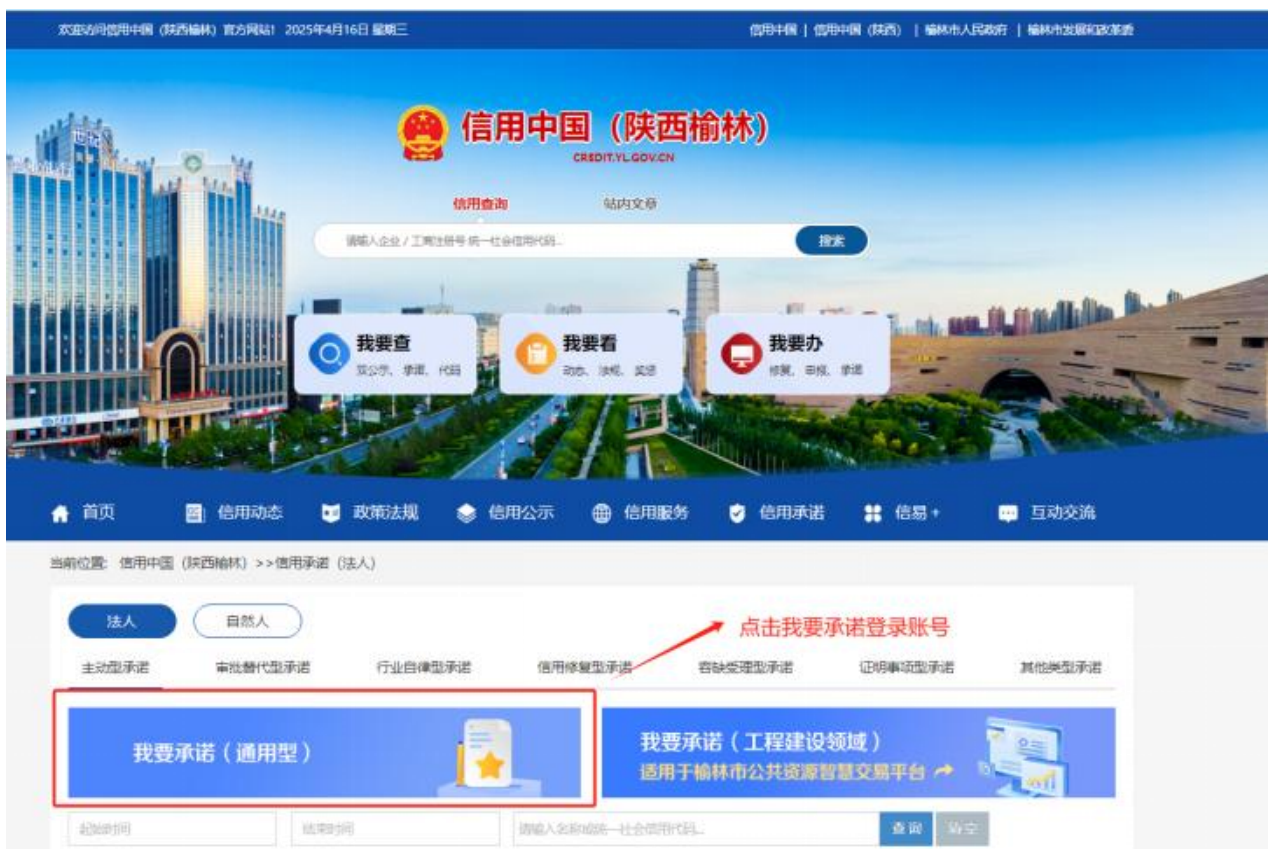 欢迎访问信用中国（陕西榆林）官方网站！ 2025年4月16日 星期三
信用中国 | 信用中国（陕西） | 榆林市人民政府 | 榆林市发展和改革委
信用中国（陕西榆林）
CREDIT.YL.GOV.CN
信用查询 站内文章
请输入企业 / 工商注册号 统一社会信用代码... 搜索
世纪
我要查 我要看 我要办
双公示、承诺、代码 动态、法规、奖惩 修复、申报、承诺
首页 信用动态 政策法规 信用公示 信用服务 信用承诺 信易+ 互动交流
当前位置: 信用中国（陕西榆林）>>信用承诺（法人）
法人 自然人
点击我要承诺登录账号
主动型承诺 审批替代型承诺 行业自律型承诺 信用修复型承诺 容缺受理型承诺 证明事项型承诺 其他类型承诺
我要承诺（通用型）
我要承诺（工程建设领域）
适用于榆林市公共资源智慧交易平台
起始时间 结束时间 请输入名称或统一社会信用代码... 查询 清空